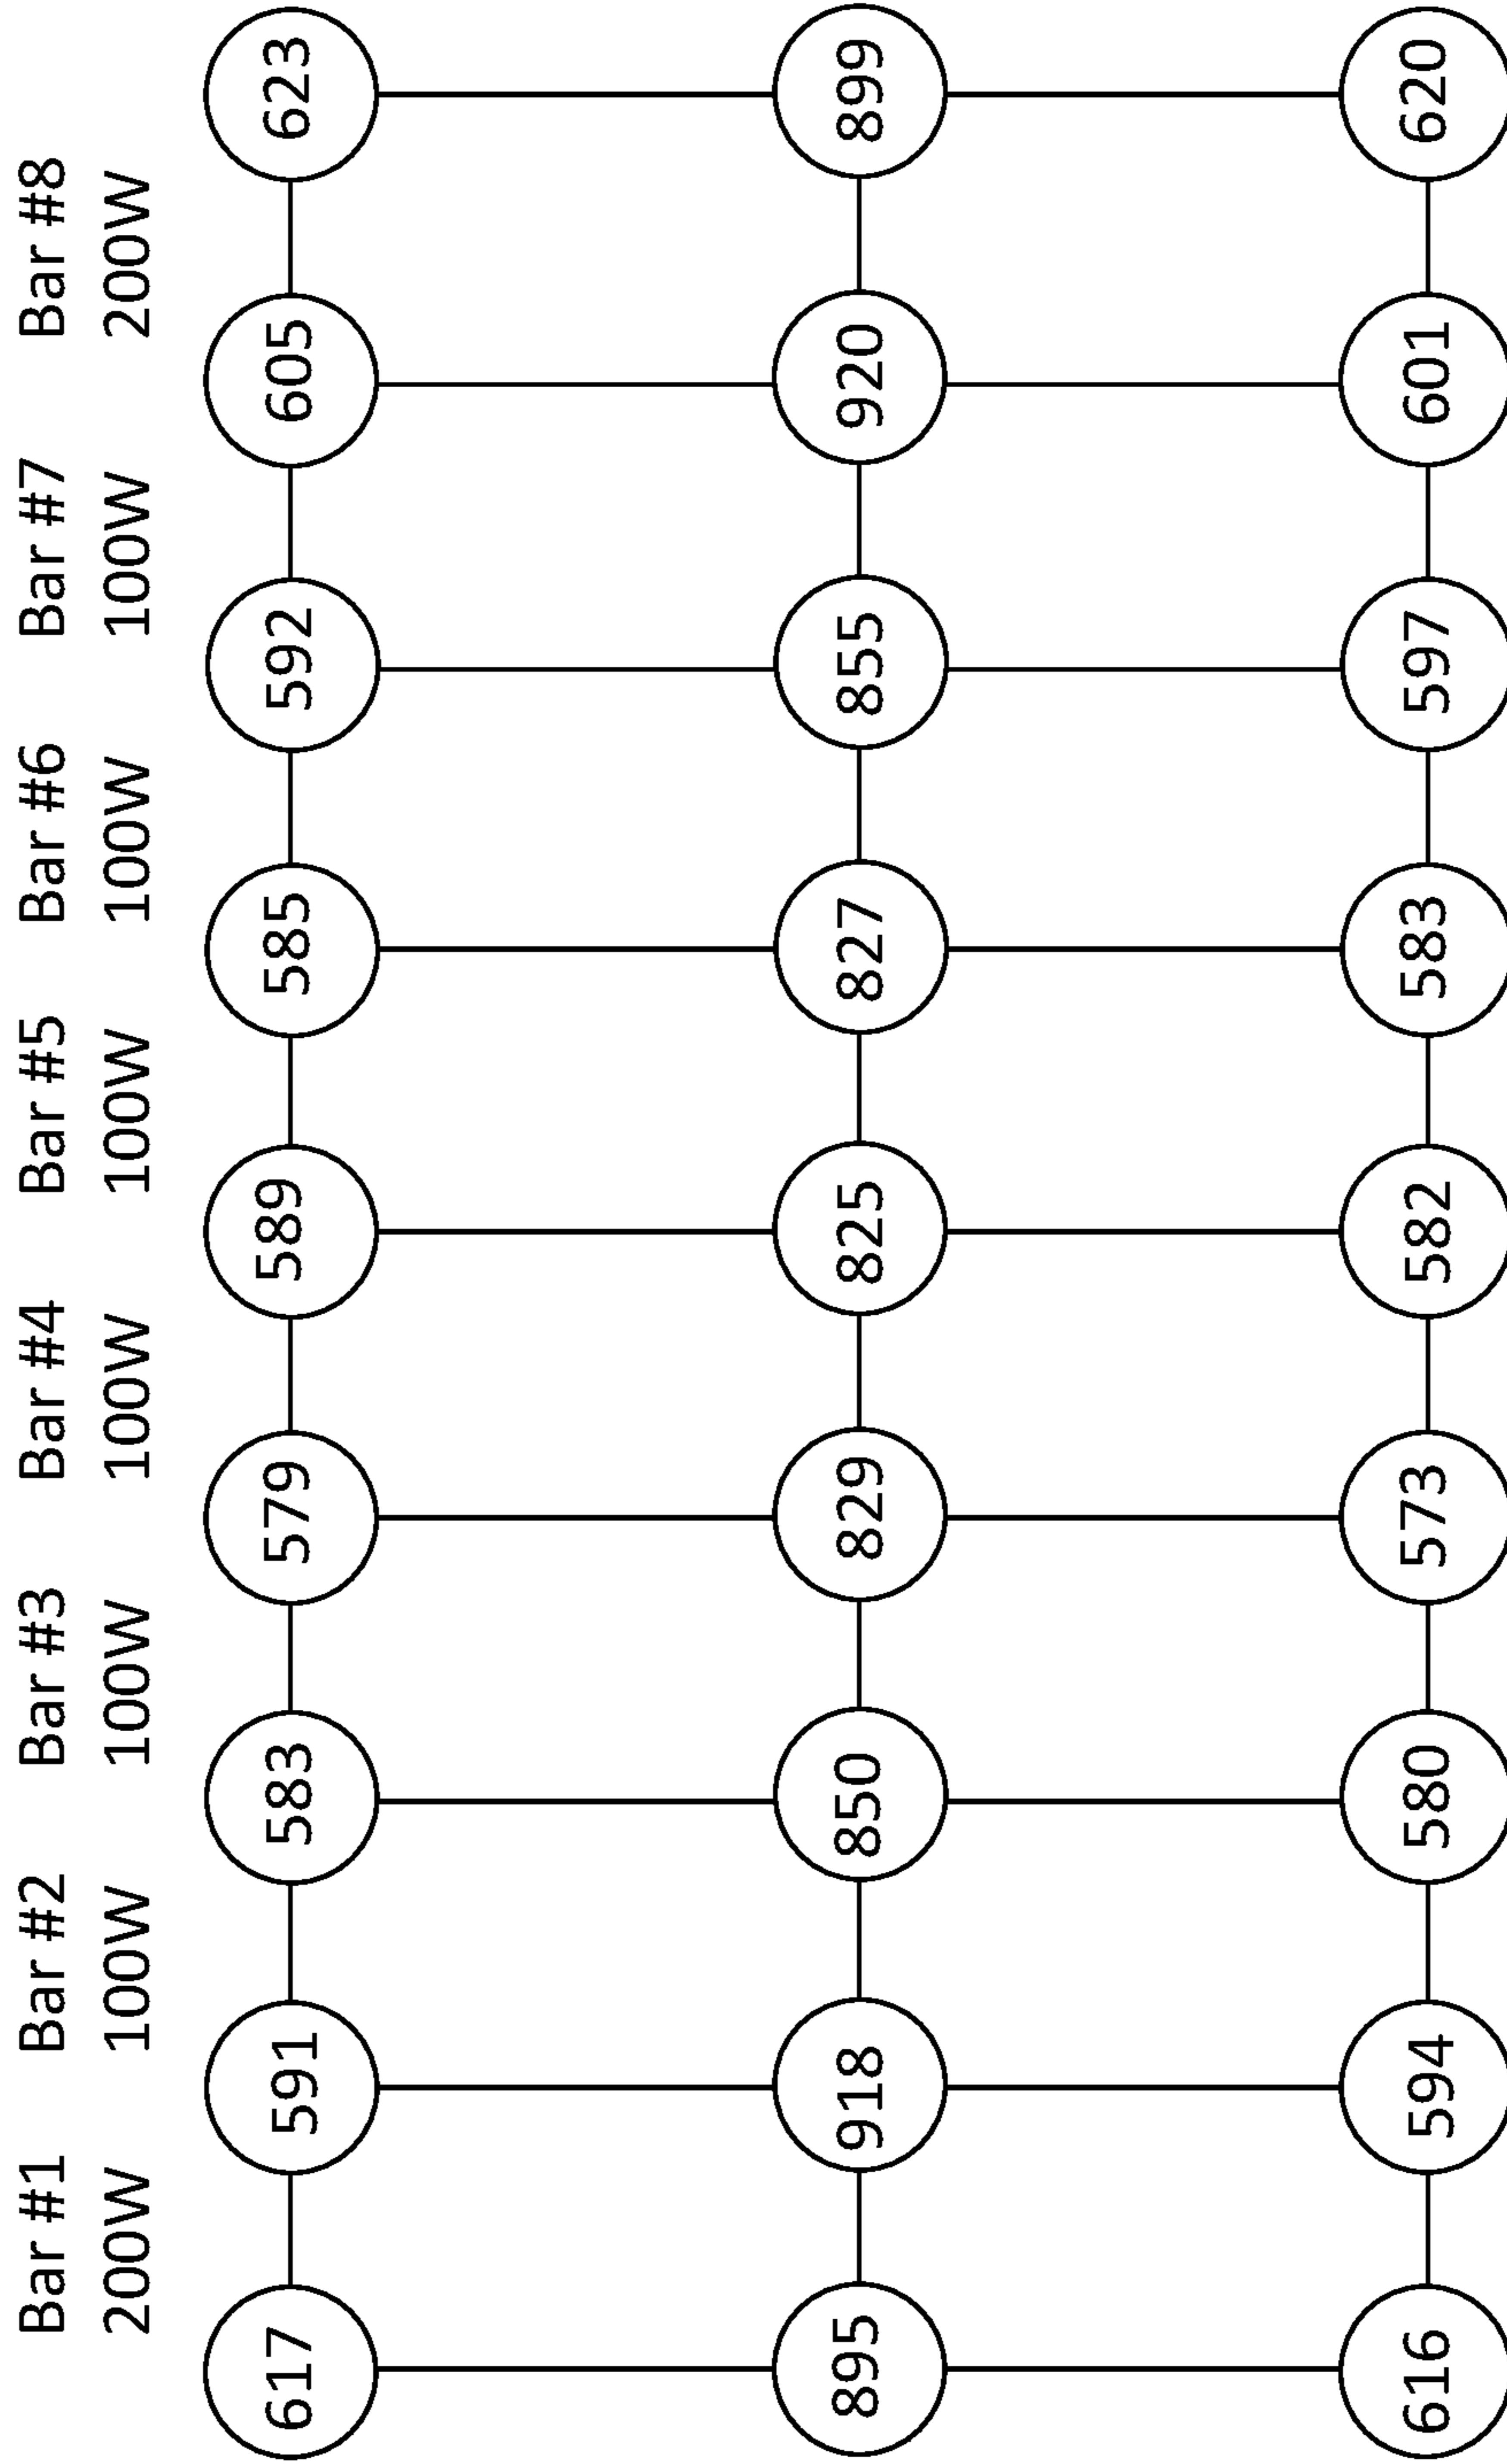 Bar #1 Bar #2 Bar #3 Bar #4 Bar #5 Bar #6 Bar #7 Bar #8
200W 100W 100W 100W 100W 100W 100W 200W
617 591 583 579 589 585 592 605 623
895 918 850 829 825 827 855 920 899
616 594 580 573 582 583 597 601 620